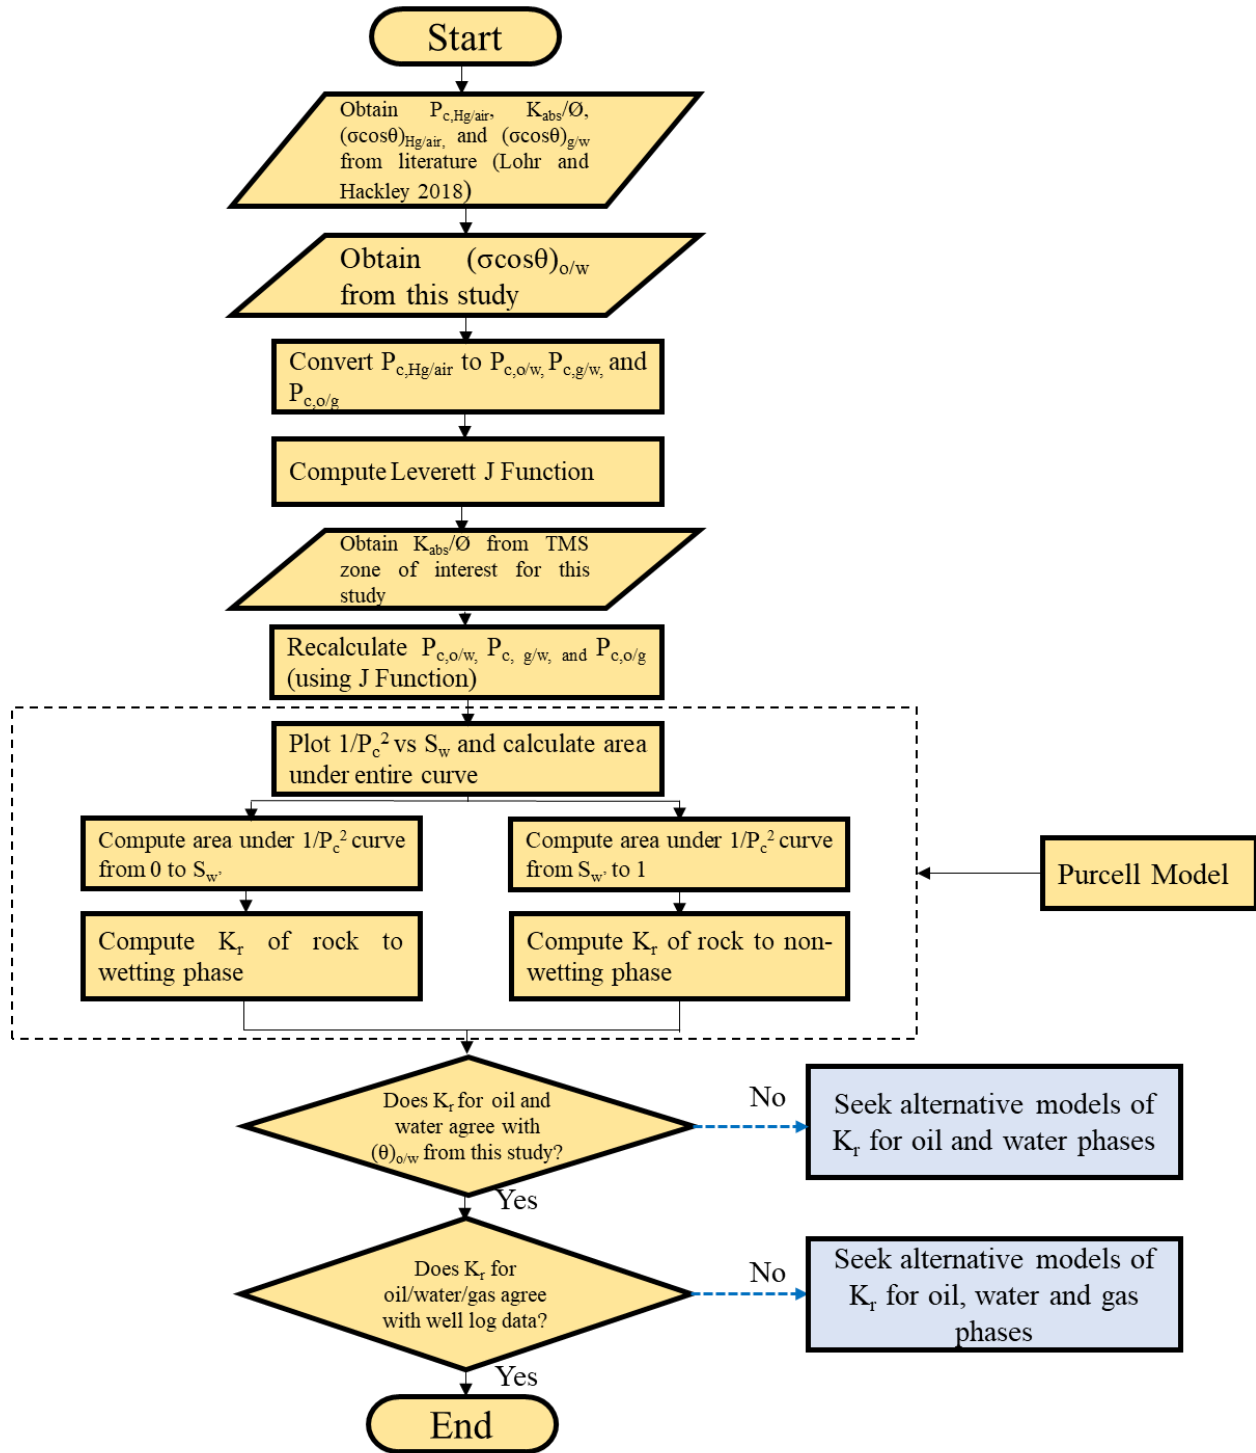 Start
Obtain P_c,Hg/air, K_abs/Ø,
(σcosθ)_Hg/air, and (σcosθ)_g/w
from literature (Lohr and
Hackley 2018)
Obtain (σcosθ)_o/w
from this study
Convert P_c,Hg/air to P_c,o/w, P_c,g/w, and
P_c,o/g
Compute Leverett J Function
Obtain K_abs/Ø from TMS
zone of interest for this
study
Recalculate P_c,o/w, P_c, g/w, and P_c,o/g
(using J Function)
Plot 1/P_c² vs S_w and calculate area
under entire curve
Compute area under 1/P_c² curve
from 0 to S_w'
Compute area under 1/P_c² curve
from S_w' to 1
Purcell Model
Compute K_r of rock to
wetting phase
Compute K_r of rock to non-
wetting phase
Does K_r for oil and
water agree with
(θ)_o/w from this study?
No
Seek alternative models of
K_r for oil and water phases
Yes
Does K_r for
oil/water/gas agree
with well log data?
No
Seek alternative models of
K_r for oil, water and gas
phases
Yes
End